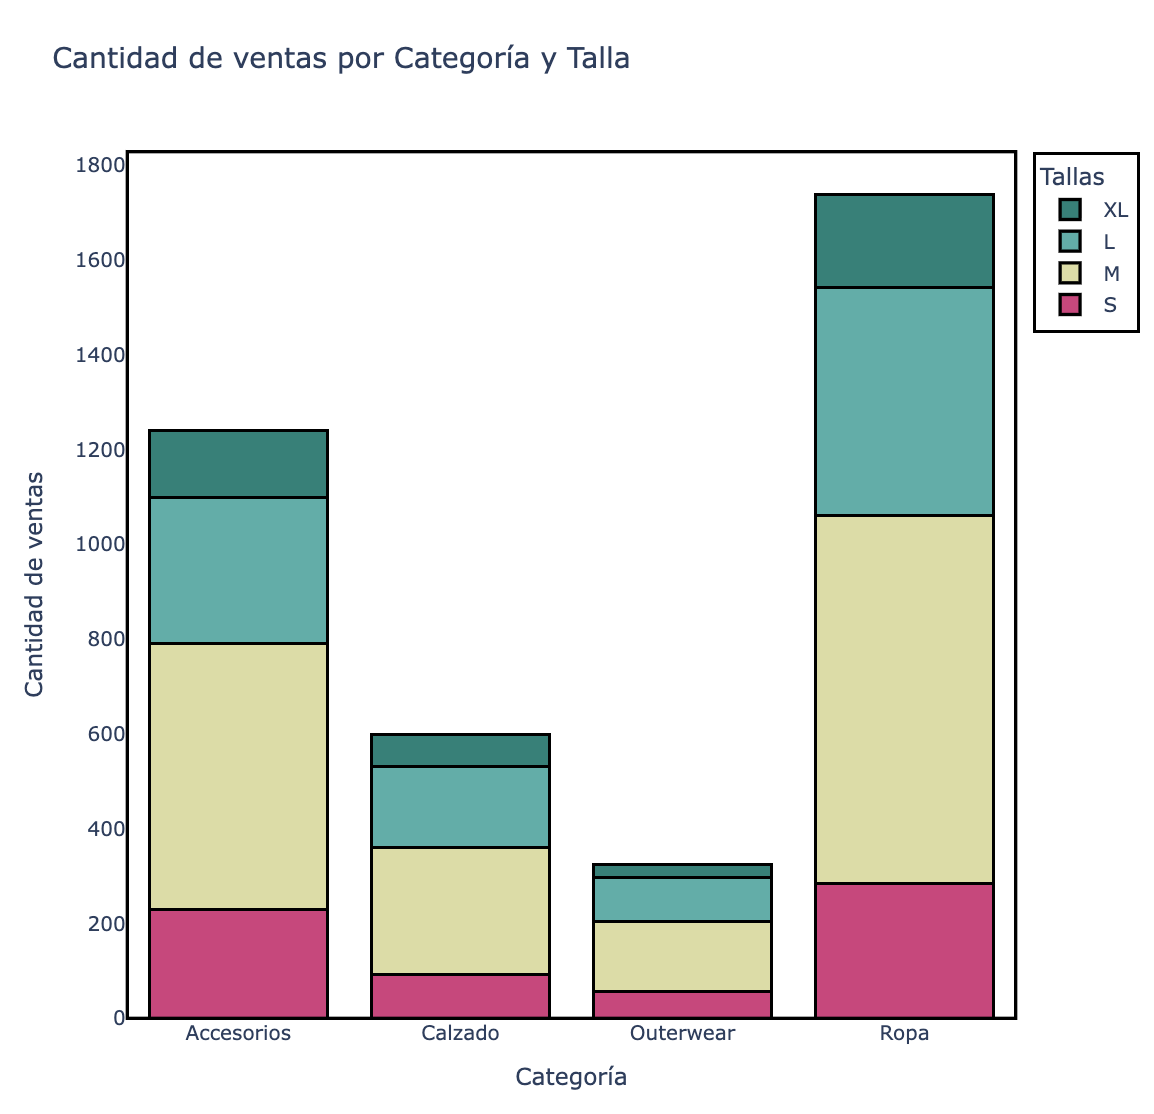 Cantidad de ventas por Categoría y Talla
Cantidad de ventas
1800
1600
1400
1200
1000
800
600
400
200
0
Accesorios
Calzado
Outerwear
Ropa
Categoría
Tallas
XL
L
M
S